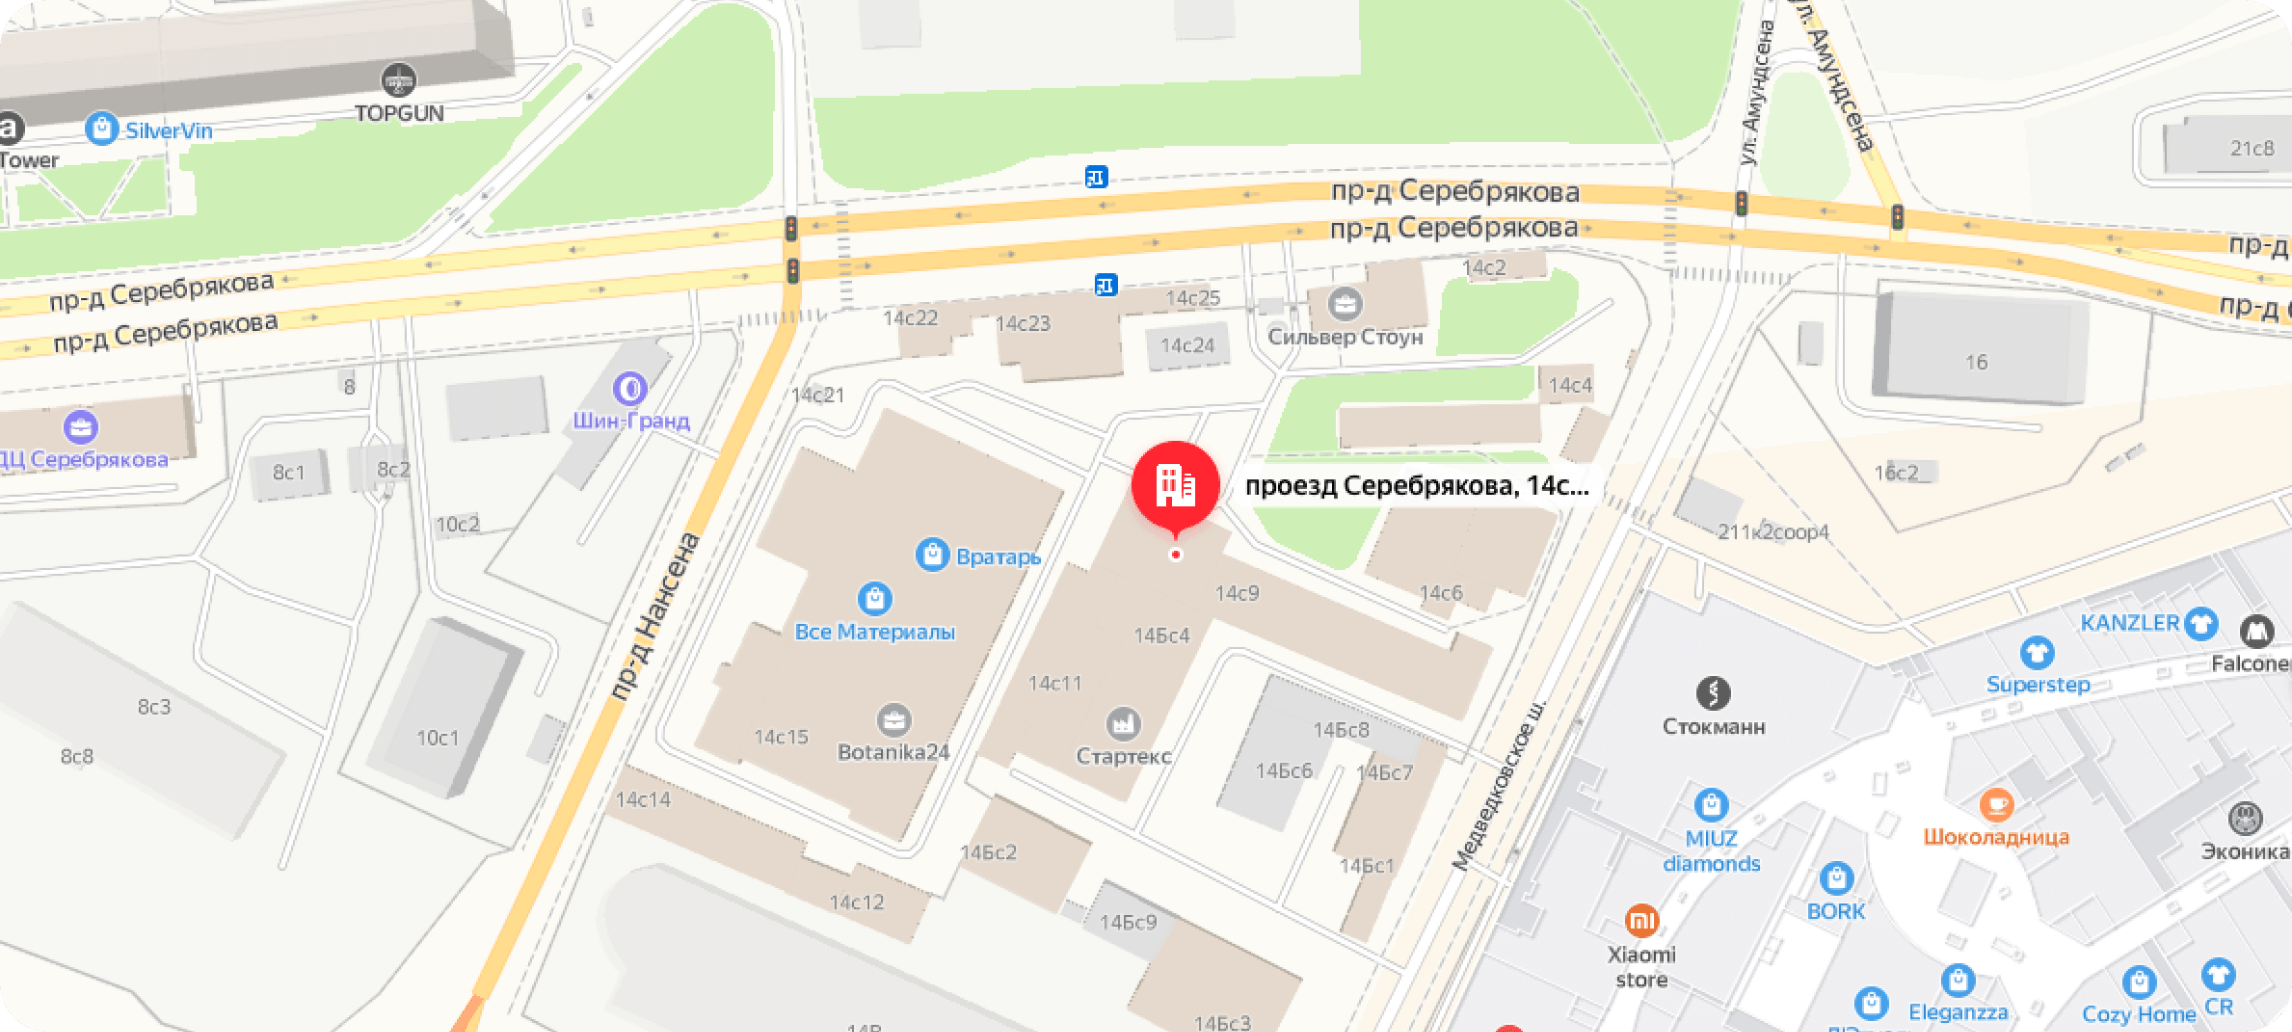 TOPGUN
SilverVin
a
Tower
ул. Амундсена
ул. Амундсена
21с8
пр-д Серебрякова
пр-д Серебрякова
пр-д Серебрякова
пр-д Серебрякова
пр-д
пр-д
14с2
14с25
14с22
14с23
14с24
Сильвер Стоун
16
8
14с21
14с4
Шин-Гранд
ДЦ Серебрякова
8с1
8с2
16с2
проезд Серебрякова, 14с...
10с2
211к2соор4
пр-д Нансена
Вратарь
14с9
14с6
Все Материалы
14Бс4
KANZLER
Falcone
Superstep
14с11
8с3
Стокманн
14с15
Botanika24
Стартекс
14Бс8
10с1
8с8
14Бс6
14Бс7
Медведковское ш.
14с14
MIUZ
diamonds
Шоколадница
Эконика
14Бс2
14Бс1
14с12
BORK
14Бс9
mi
Xiaomi
store
Eleganzza
Cozy Home
CR
14Бс3